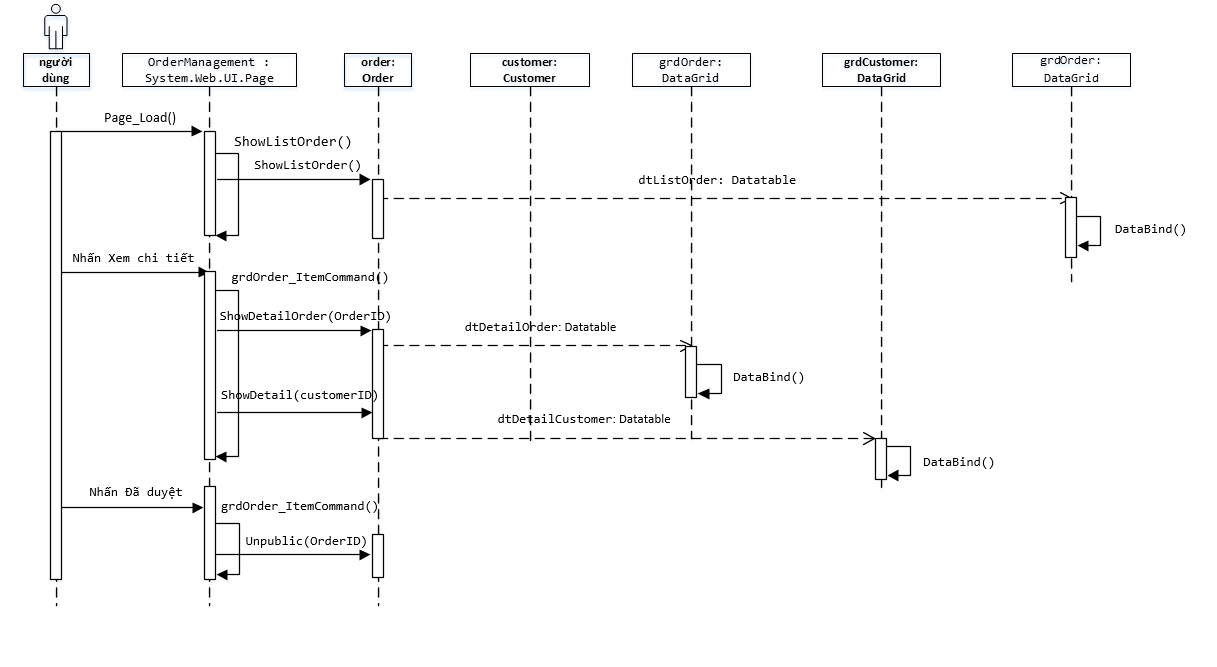 người
dùng
OrderManagement :
System.Web.UI.Page
order:
Order
customer:
Customer
grdOrder:
DataGrid
grdCustomer:
DataGrid
grdOrder:
DataGrid
Page_Load()
ShowListOrder()
ShowListOrder()
dtListOrder: Datatable
DataBind()
Nhấn Xem chi tiết
grdOrder_ItemCommand()
ShowDetailOrder(OrderID)
dtDetailOrder: Datatable
DataBind()
ShowDetail(customerID)
dtDetailCustomer: Datatable
DataBind()
Nhấn Đã duyệt
grdOrder_ItemCommand()
Unpublic(OrderID)